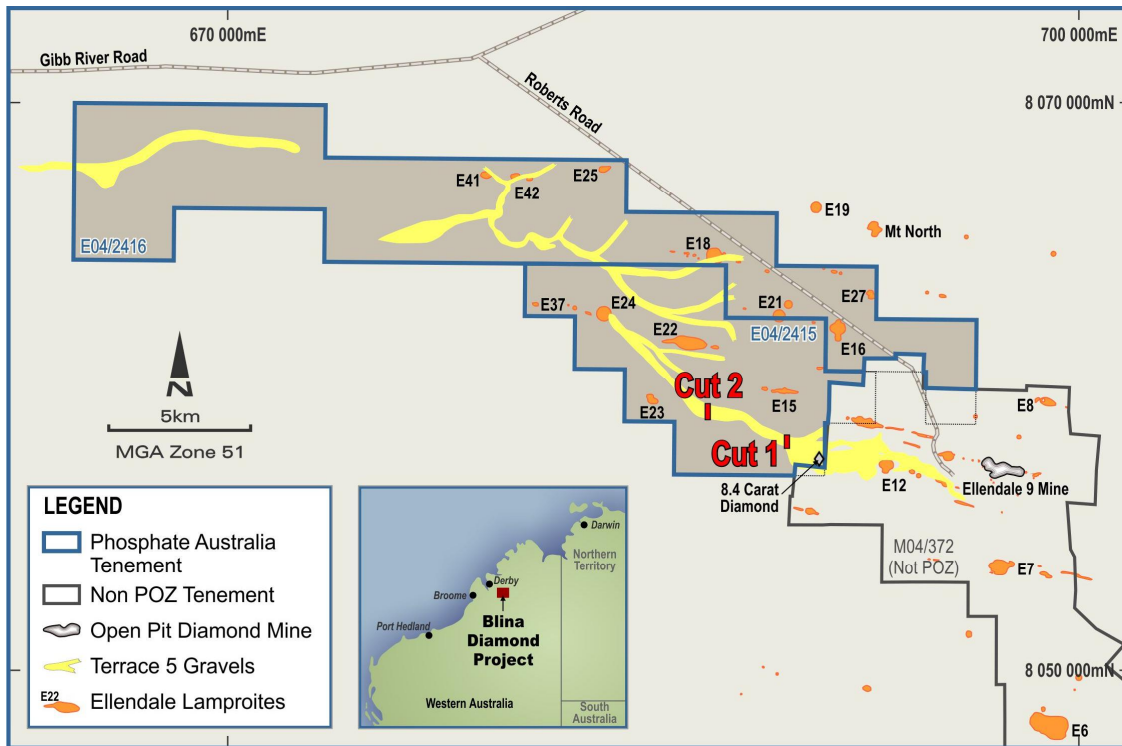 670 000mE
700 000mE
Gibb River Road
Roberts Road
8 070 000mN
E41
E42
E25
E19
Mt North
E04/2416
E18
E37
E24
E21
E27
E22
E04/2415
E16
N
5km
MGA Zone 51
Cut 2
E23
E15
E8
Cut 1
8.4 Carat
Diamond
E12
Ellendale 9 Mine
M04/372
(Not POZ)
E7
8 050 000mN
E6
LEGEND
Phosphate Australia
Tenement
Non POZ Tenement
Open Pit Diamond Mine
Terrace 5 Gravels
E22
Ellendale Lamproites
Darwin
Northern
Territory
Derby
Broome
Blina
Diamond
Project
Port Hedland
Western Australia
South
Australia